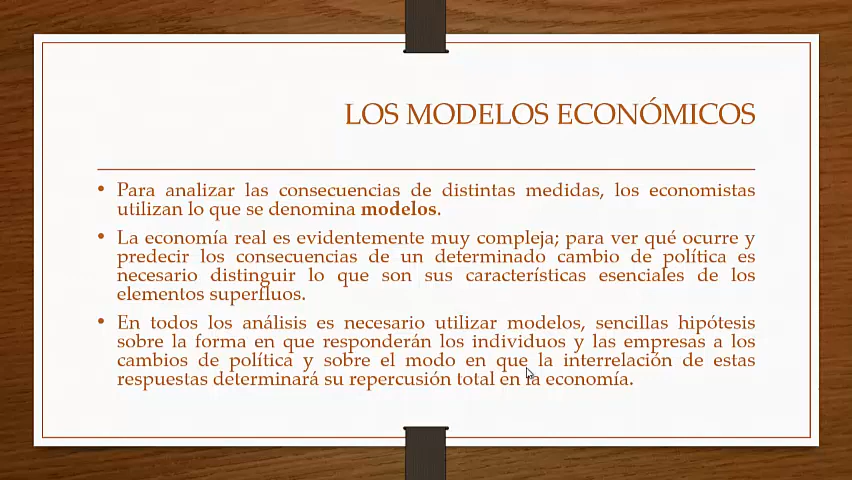 LOS MODELOS ECONÓMICOS
• Para analizar las consecuencias de distintas medidas, los economistas
utilizan lo que se denomina modelos.
• La economía real es evidentemente muy compleja; para ver qué ocurre y
predecir los consecuencias de un determinado cambio de política es
necesario distinguir lo que son sus características esenciales de los
elementos superfluos.
• En todos los análisis es necesario utilizar modelos, sencillas hipótesis
sobre la forma en que responderán los individuos y las empresas a los
cambios de política y sobre el modo en que la interrelación de estas
respuestas determinará su repercusión total en la economía.